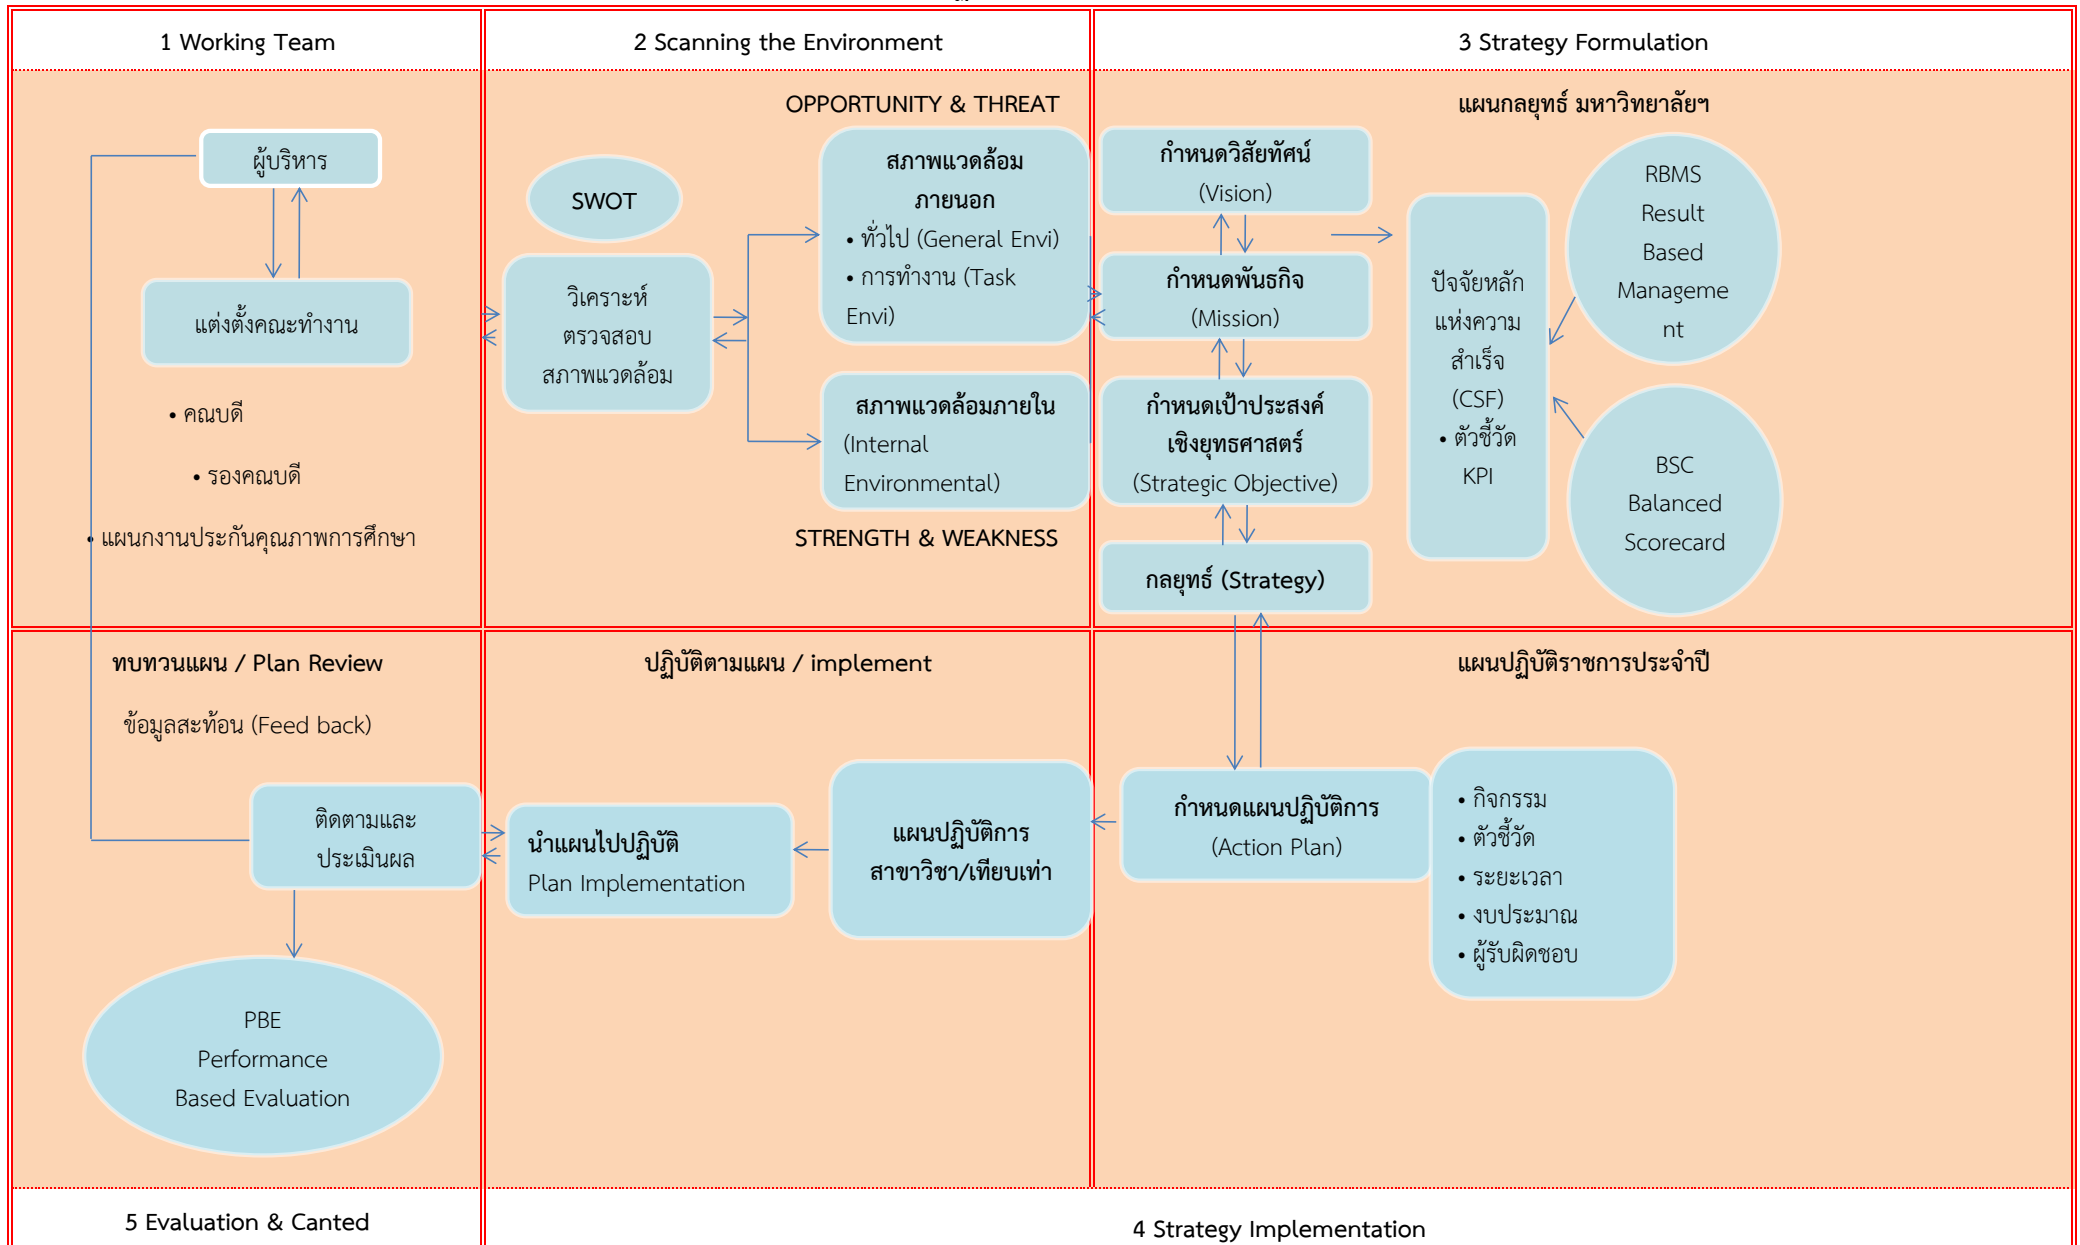 1 Working Team
2 Scanning the Environment
3 Strategy Formulation
ผู้บริหาร
แต่งตั้งคณะทำงาน
• คณบดี
• รองคณบดี
• แผนกงานประกันคุณภาพการศึกษา
OPPORTUNITY & THREAT
SWOT
วิเคราะห์
ตรวจสอบ
สภาพแวดล้อม
สภาพแวดล้อม
ภายนอก
• ทั่วไป (General Envi)
• การทำงาน (Task
Envi)
สภาพแวดล้อมภายใน
(Internal
Environmental)
STRENGTH & WEAKNESS
แผนกลยุทธ์ มหาวิทยาลัยฯ
กำหนดวิสัยทัศน์
(Vision)
กำหนดพันธกิจ
(Mission)
กำหนดเป้าประสงค์
เชิงยุทธศาสตร์
(Strategic Objective)
กลยุทธ์ (Strategy)
ปัจจัยหลัก
แห่งความ
สำเร็จ
(CSF)
• ตัวชี้วัด
KPI
RBMS
Result
Based
Manageme
nt
BSC
Balanced
Scorecard
ทบทวนแผน / Plan Review
ข้อมูลสะท้อน (Feed back)
ติดตามและ
ประเมินผล
PBE
Performance
Based Evaluation
ปฏิบัติตามแผน / implement
นำแผนไปปฏิบัติ
Plan Implementation
แผนปฏิบัติการ
สาขาวิชา/เทียบเท่า
แผนปฏิบัติราชการประจำปี
กำหนดแผนปฏิบัติการ
(Action Plan)
• กิจกรรม
• ตัวชี้วัด
• ระยะเวลา
• งบประมาณ
• ผู้รับผิดชอบ
5 Evaluation & Canted
4 Strategy Implementation